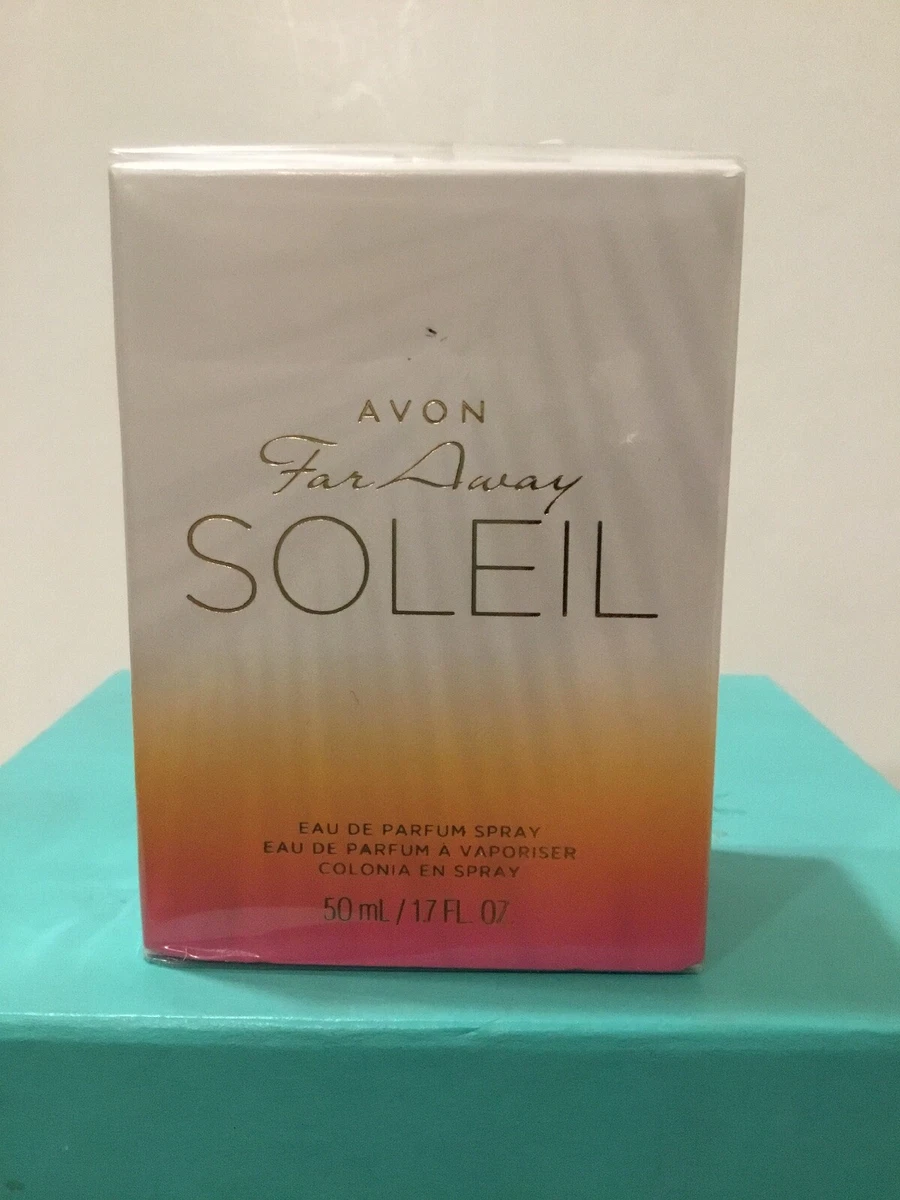 AVON
Far Away
SOLEIL
EAU DE PARFUM SPRAY
EAU DE PARFUM À VAPORISER
COLONIA EN SPRAY
50 mL / 1.7 FL. OZ.